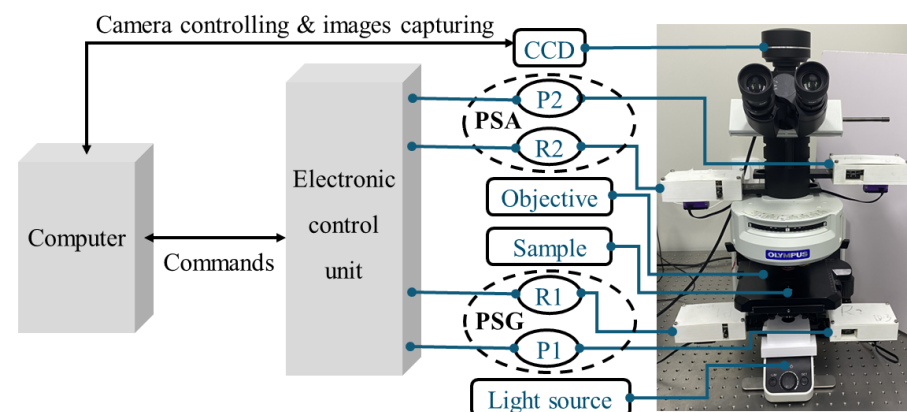 Camera controlling & images capturing
CCD
P2
PSA
R2
Electronic
control
unit
Objective
Computer
Sample
Commands
R1
PSG
P1
Light source
OLYMPUS